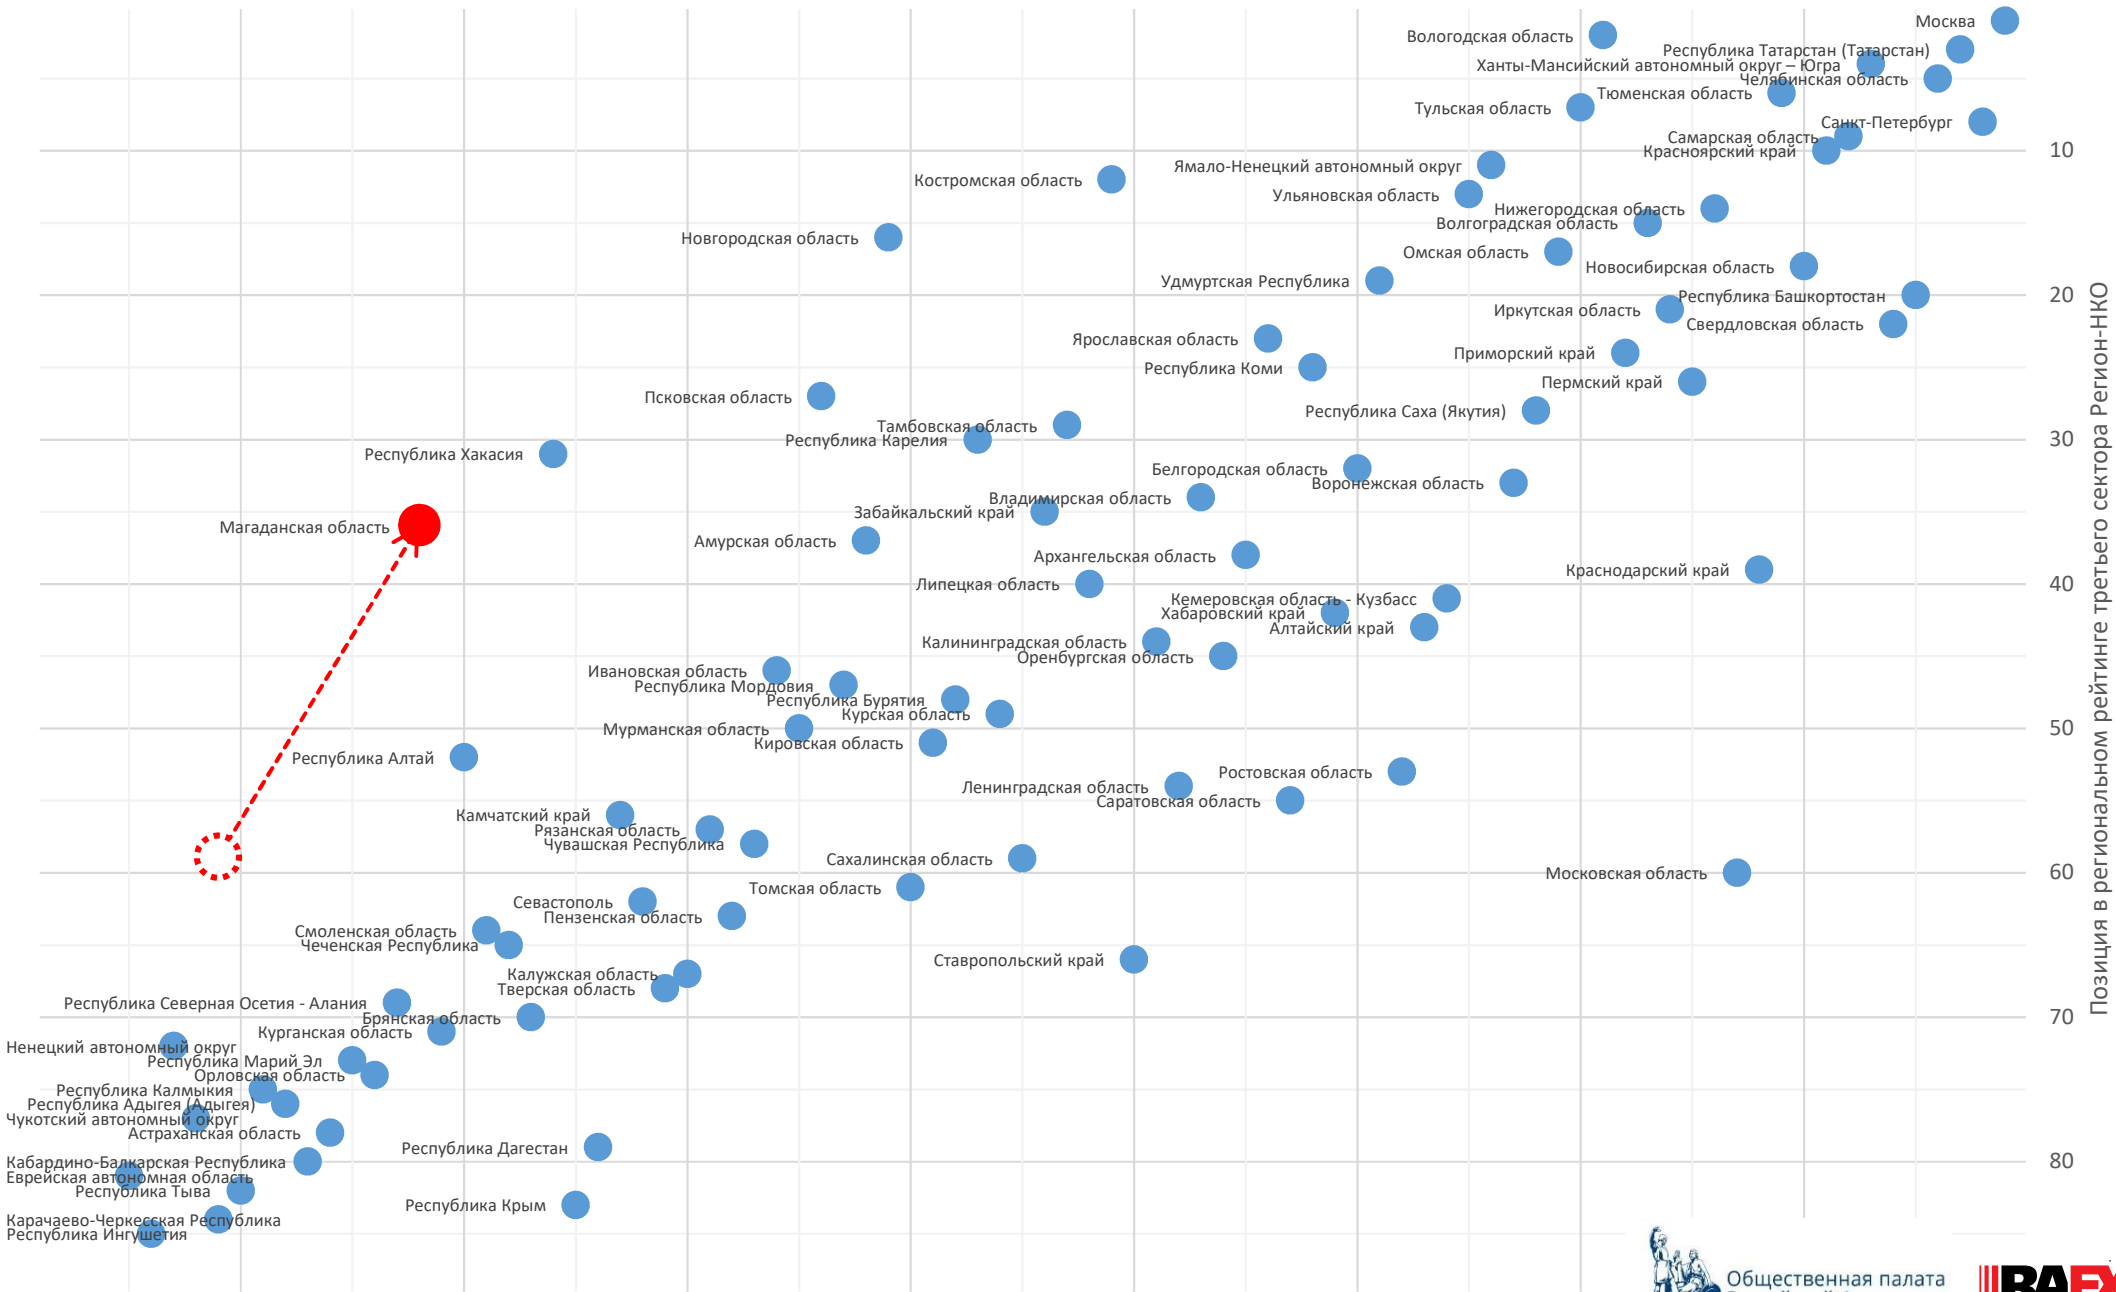 Москва
Вологодская область
Республика Татарстан (Татарстан)
Ханты-Мансийский автономный округ – Югра
Челябинская область
Тюменская область
Тульская область
Санкт-Петербург
Самарская область
Красноярский край
10
Ямало-Ненецкий автономный округ
Костромская область
Ульяновская область
Нижегородская область
Волгоградская область
Новгородская область
Омская область
Новосибирская область
Удмуртская Республика
Республика Башкортостан
20
Иркутская область
Свердловская область
Ярославская область
Приморский край
Республика Коми
Пермский край
Псковская область
Республика Саха (Якутия)
Тамбовская область
Республика Карелия
30
Республика Хакасия
Белгородская область
Воронежская область
Владимирская область
Забайкальский край
Магаданская область
Амурская область
Архангельская область
Краснодарский край
Липецкая область
40
Кемеровская область - Кузбасс
Хабаровский край
Алтайский край
Калининградская область
Оренбургская область
Ивановская область
Республика Мордовия
Республика Бурятия
Курская область
Мурманская область
50
Кировская область
Республика Алтай
Ростовская область
Ленинградская область
Саратовская область
Камчатский край
Рязанская область
Чувашская Республика
Сахалинская область
Московская область
60
Томская область
Севастополь
Пензенская область
Смоленская область
Чеченская Республика
Ставропольский край
Калужская область
Тверская область
Республика Северная Осетия - Алания
Брянская область
70
Курганская область
Ненецкий автономный округ
Республика Марий Эл
Орловская область
Республика Калмыкия
Республика Адыгея (Адыгея)
Чукотский автономный округ
Астраханская область
Республика Дагестан
Кабардино-Балкарская Республика
80
Еврейская автономная область
Республика Тыва
Республика Крым
Карачаево-Черкесская Республика
Республика Ингушетия
Позиция в региональном рейтинге третьего сектора Регион-НКО
Общественная палата